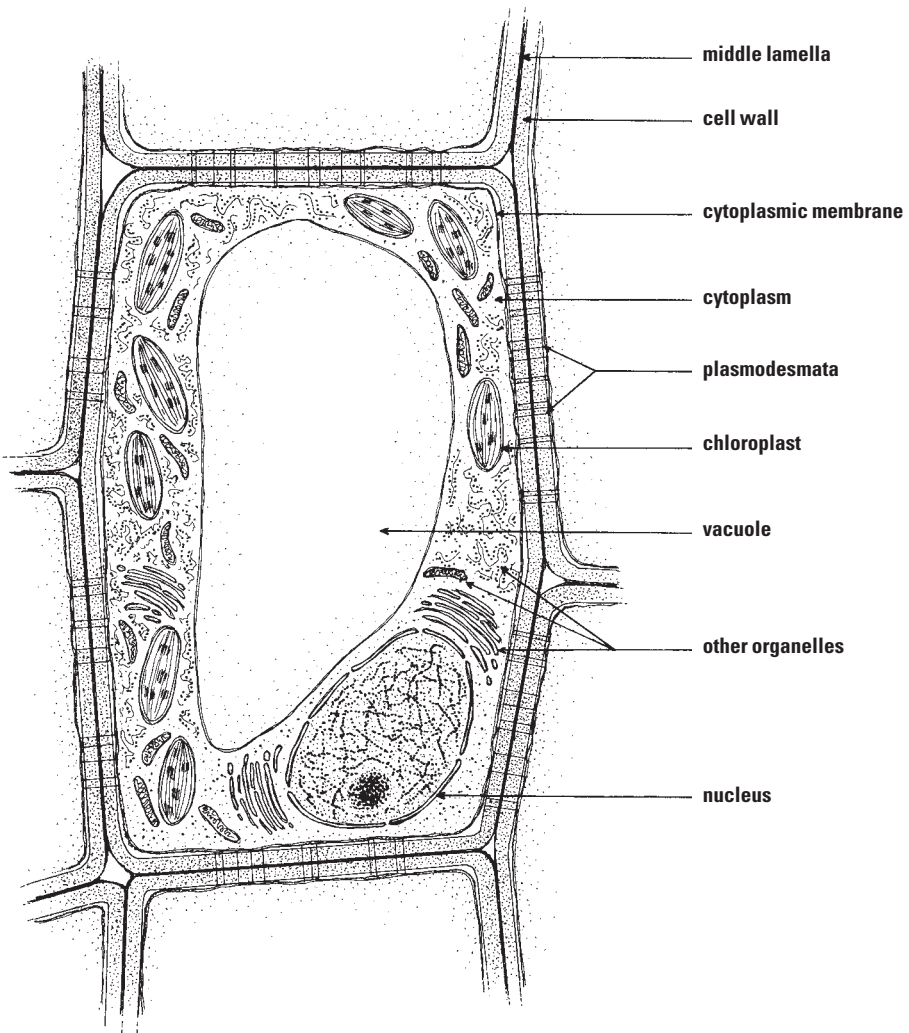 middle lamella
cell wall
cytoplasmic membrane
cytoplasm
plasmodesmata
chloroplast
vacuole
other organelles
nucleus